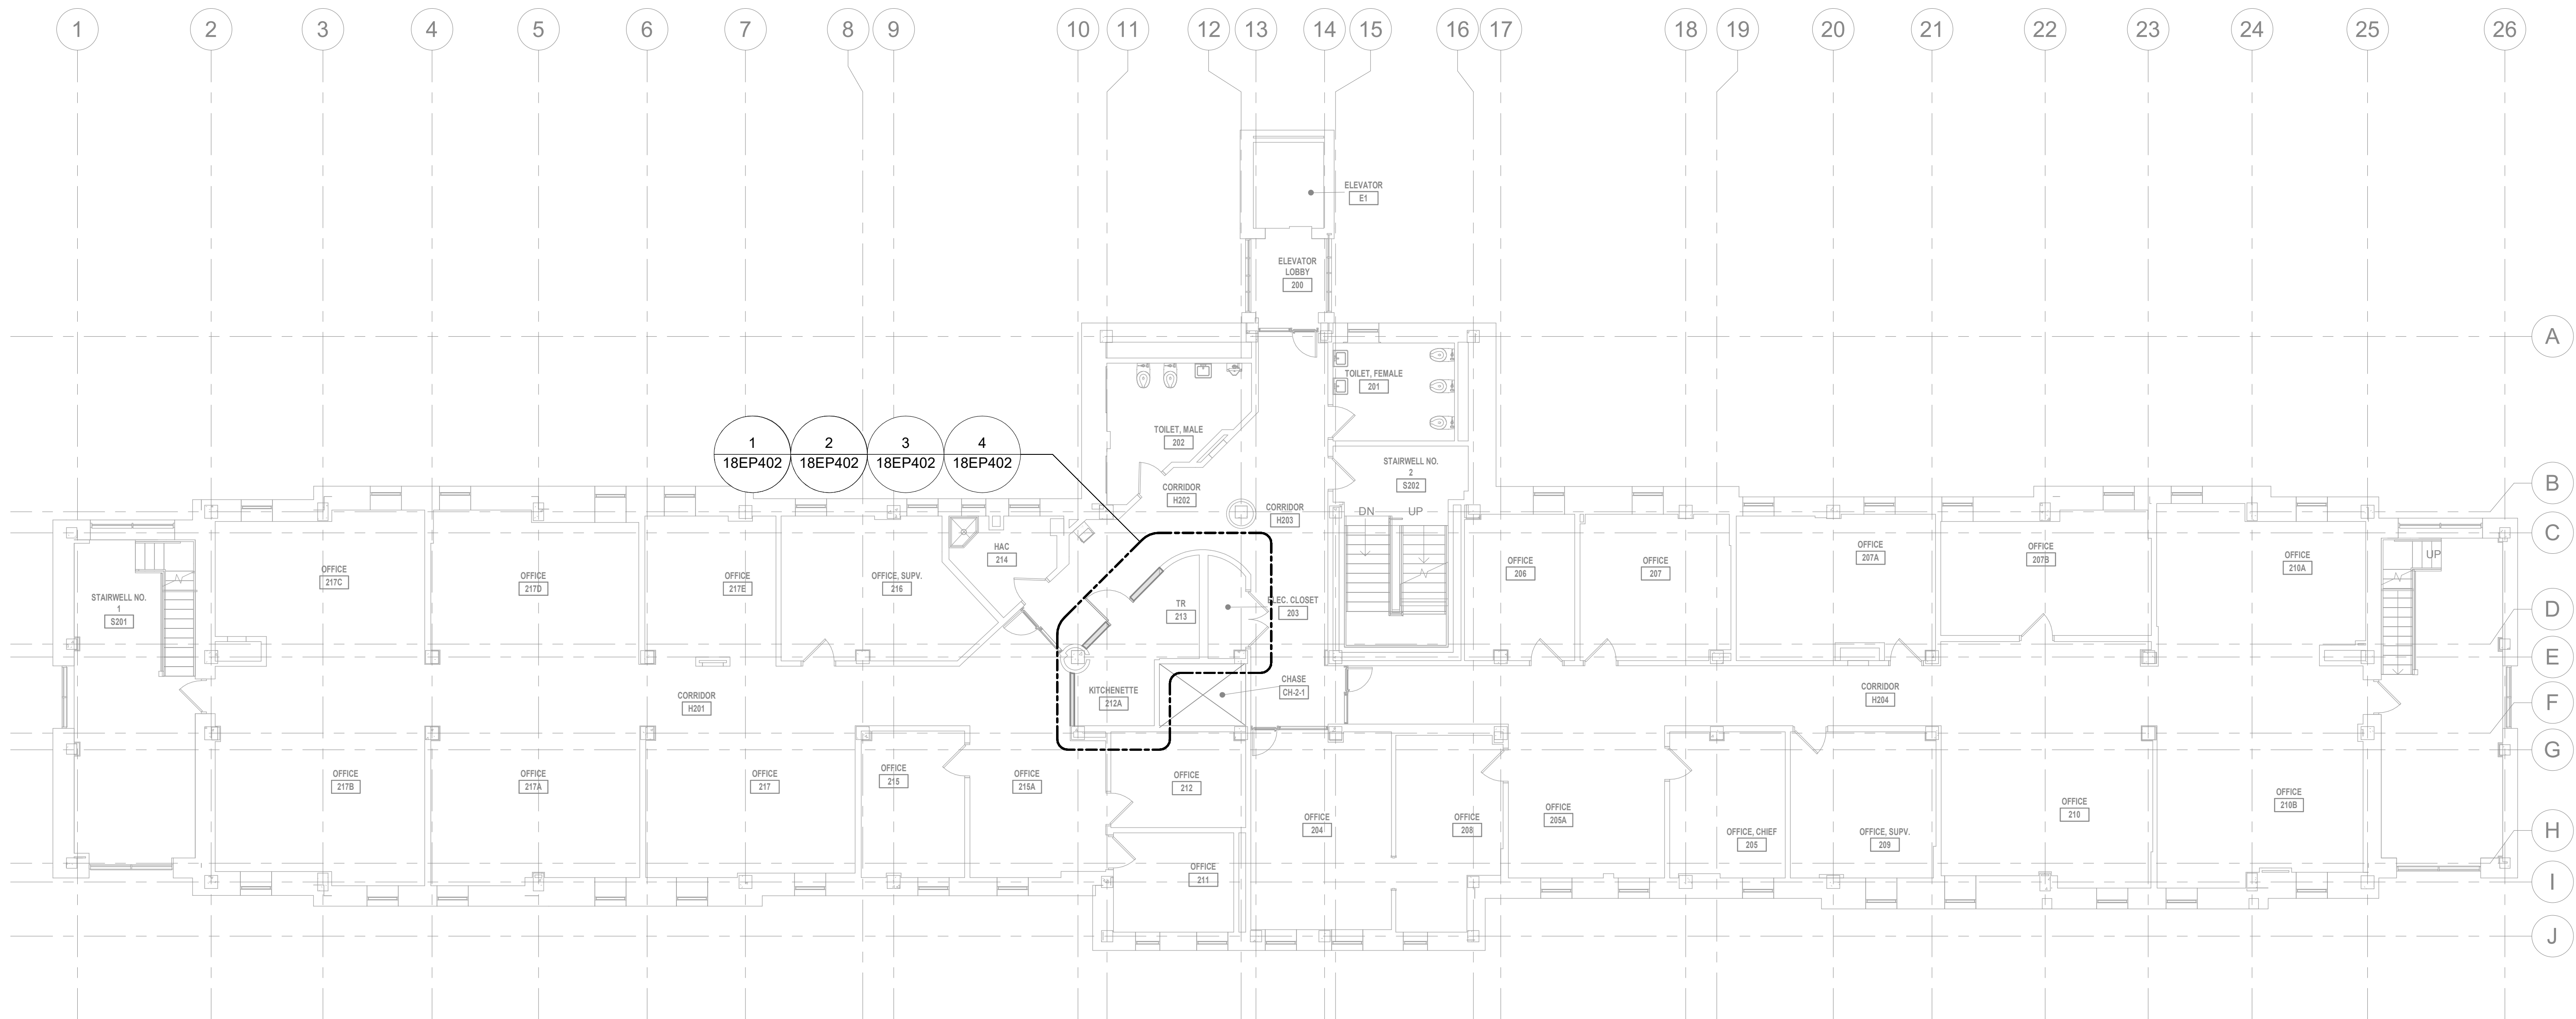 1 2 3 4 5 6 7 8 9 10 11 12 13 14 15 16 17 18 19 20 21 22 23 24 25 26
ELEVATOR
E1
ELEVATOR
LOBBY
200
A
TOILET, FEMALE
201
TOILET, MALE
202
1 2 3 4
18EP402 18EP402 18EP402 18EP402
STAIRWELL NO.
2
S202
CORRIDOR
H202
CORRIDOR
H203
DN UP
B
C
HAC
214
OFFICE
217C
OFFICE
217D
OFFICE
217E
OFFICE, SUPV.
216
OFFICE
206
OFFICE
207
OFFICE
207A
OFFICE
207B
OFFICE
210A
UP
STAIRWELL NO.
1
S201
TR
213
ELEC. CLOSET
203
D
E
KITCHENETTE
212A
CHASE
CH-2-1
CORRIDOR
H201
CORRIDOR
H204
F
G
OFFICE
217B
OFFICE
217A
OFFICE
217
OFFICE
215
OFFICE
215A
OFFICE
212
OFFICE
204
OFFICE
208
OFFICE
205A
OFFICE, CHIEF
205
OFFICE, SUPV.
209
OFFICE
210
OFFICE
210B
H
OFFICE
211
I
J